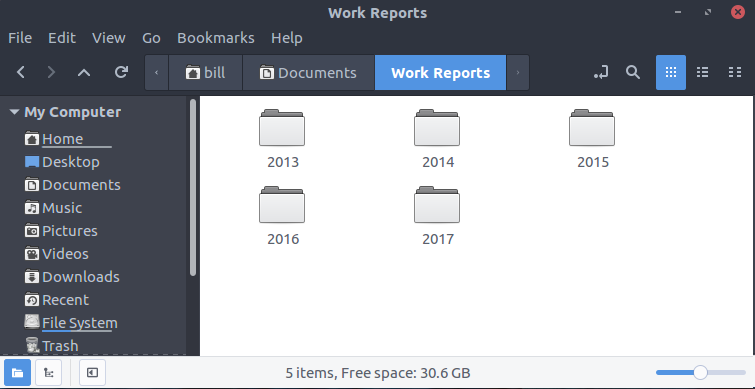 Work Reports
File Edit View Go Bookmarks Help
bill Documents Work Reports
My Computer
Home
Desktop
Documents
Music
Pictures
Videos
Downloads
Recent
File System
Trash
2013 2014 2015
2016 2017
5 items, Free space: 30.6 GB